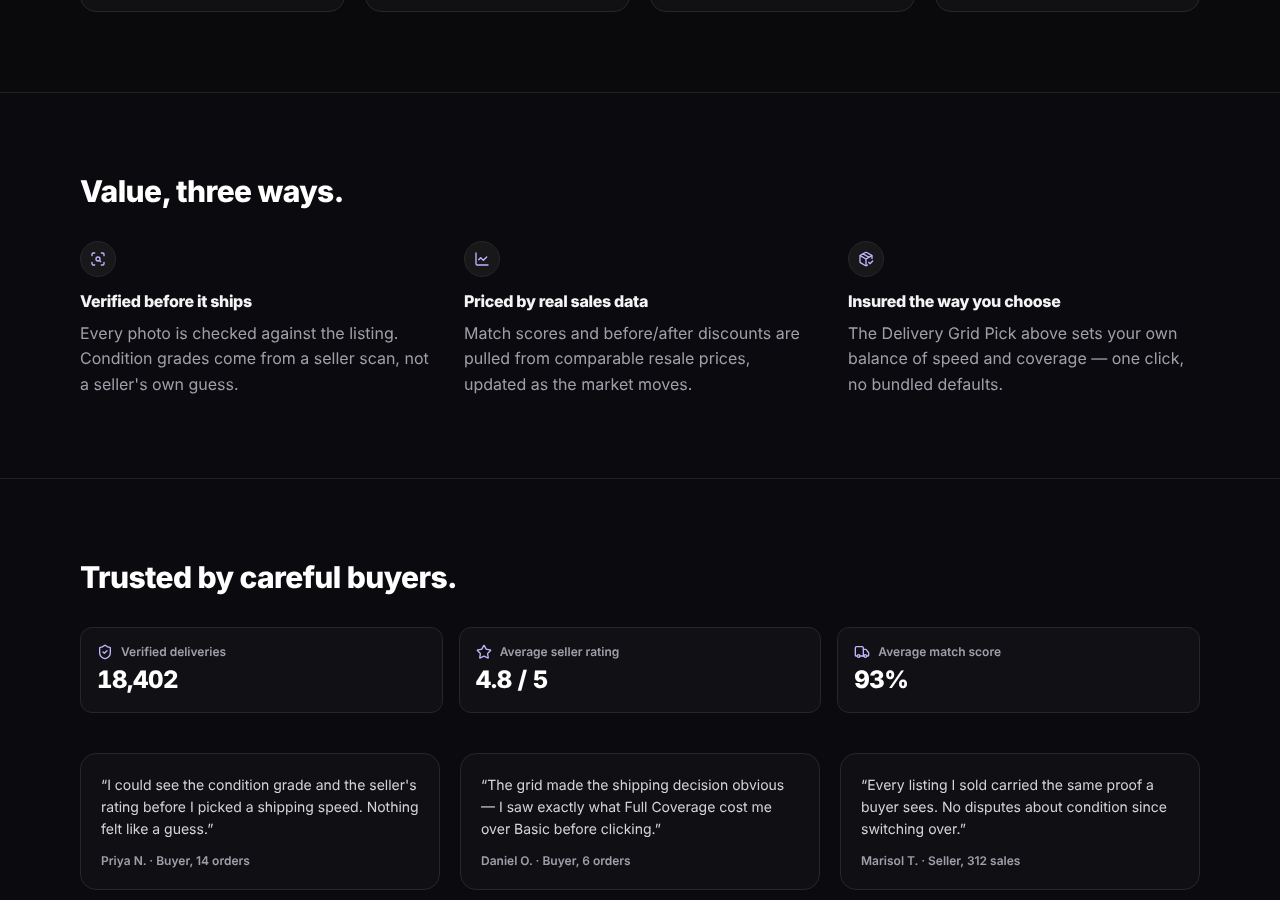 Value, three ways.
Verified before it ships
Every photo is checked against the listing.
Condition grades come from a seller scan, not
a seller's own guess.
Priced by real sales data
Match scores and before/after discounts are
pulled from comparable resale prices,
updated as the market moves.
Insured the way you choose
The Delivery Grid Pick above sets your own
balance of speed and coverage — one click,
no bundled defaults.
Trusted by careful buyers.
Verified deliveries
18,402
Average seller rating
4.8 / 5
Average match score
93%
“I could see the condition grade and the seller's
rating before I picked a shipping speed. Nothing
felt like a guess.”
Priya N. · Buyer, 14 orders
“The grid made the shipping decision obvious
— I saw exactly what Full Coverage cost me
over Basic before clicking.”
Daniel O. · Buyer, 6 orders
“Every listing I sold carried the same proof a
buyer sees. No disputes about condition since
switching over.”
Marisol T. · Seller, 312 sales